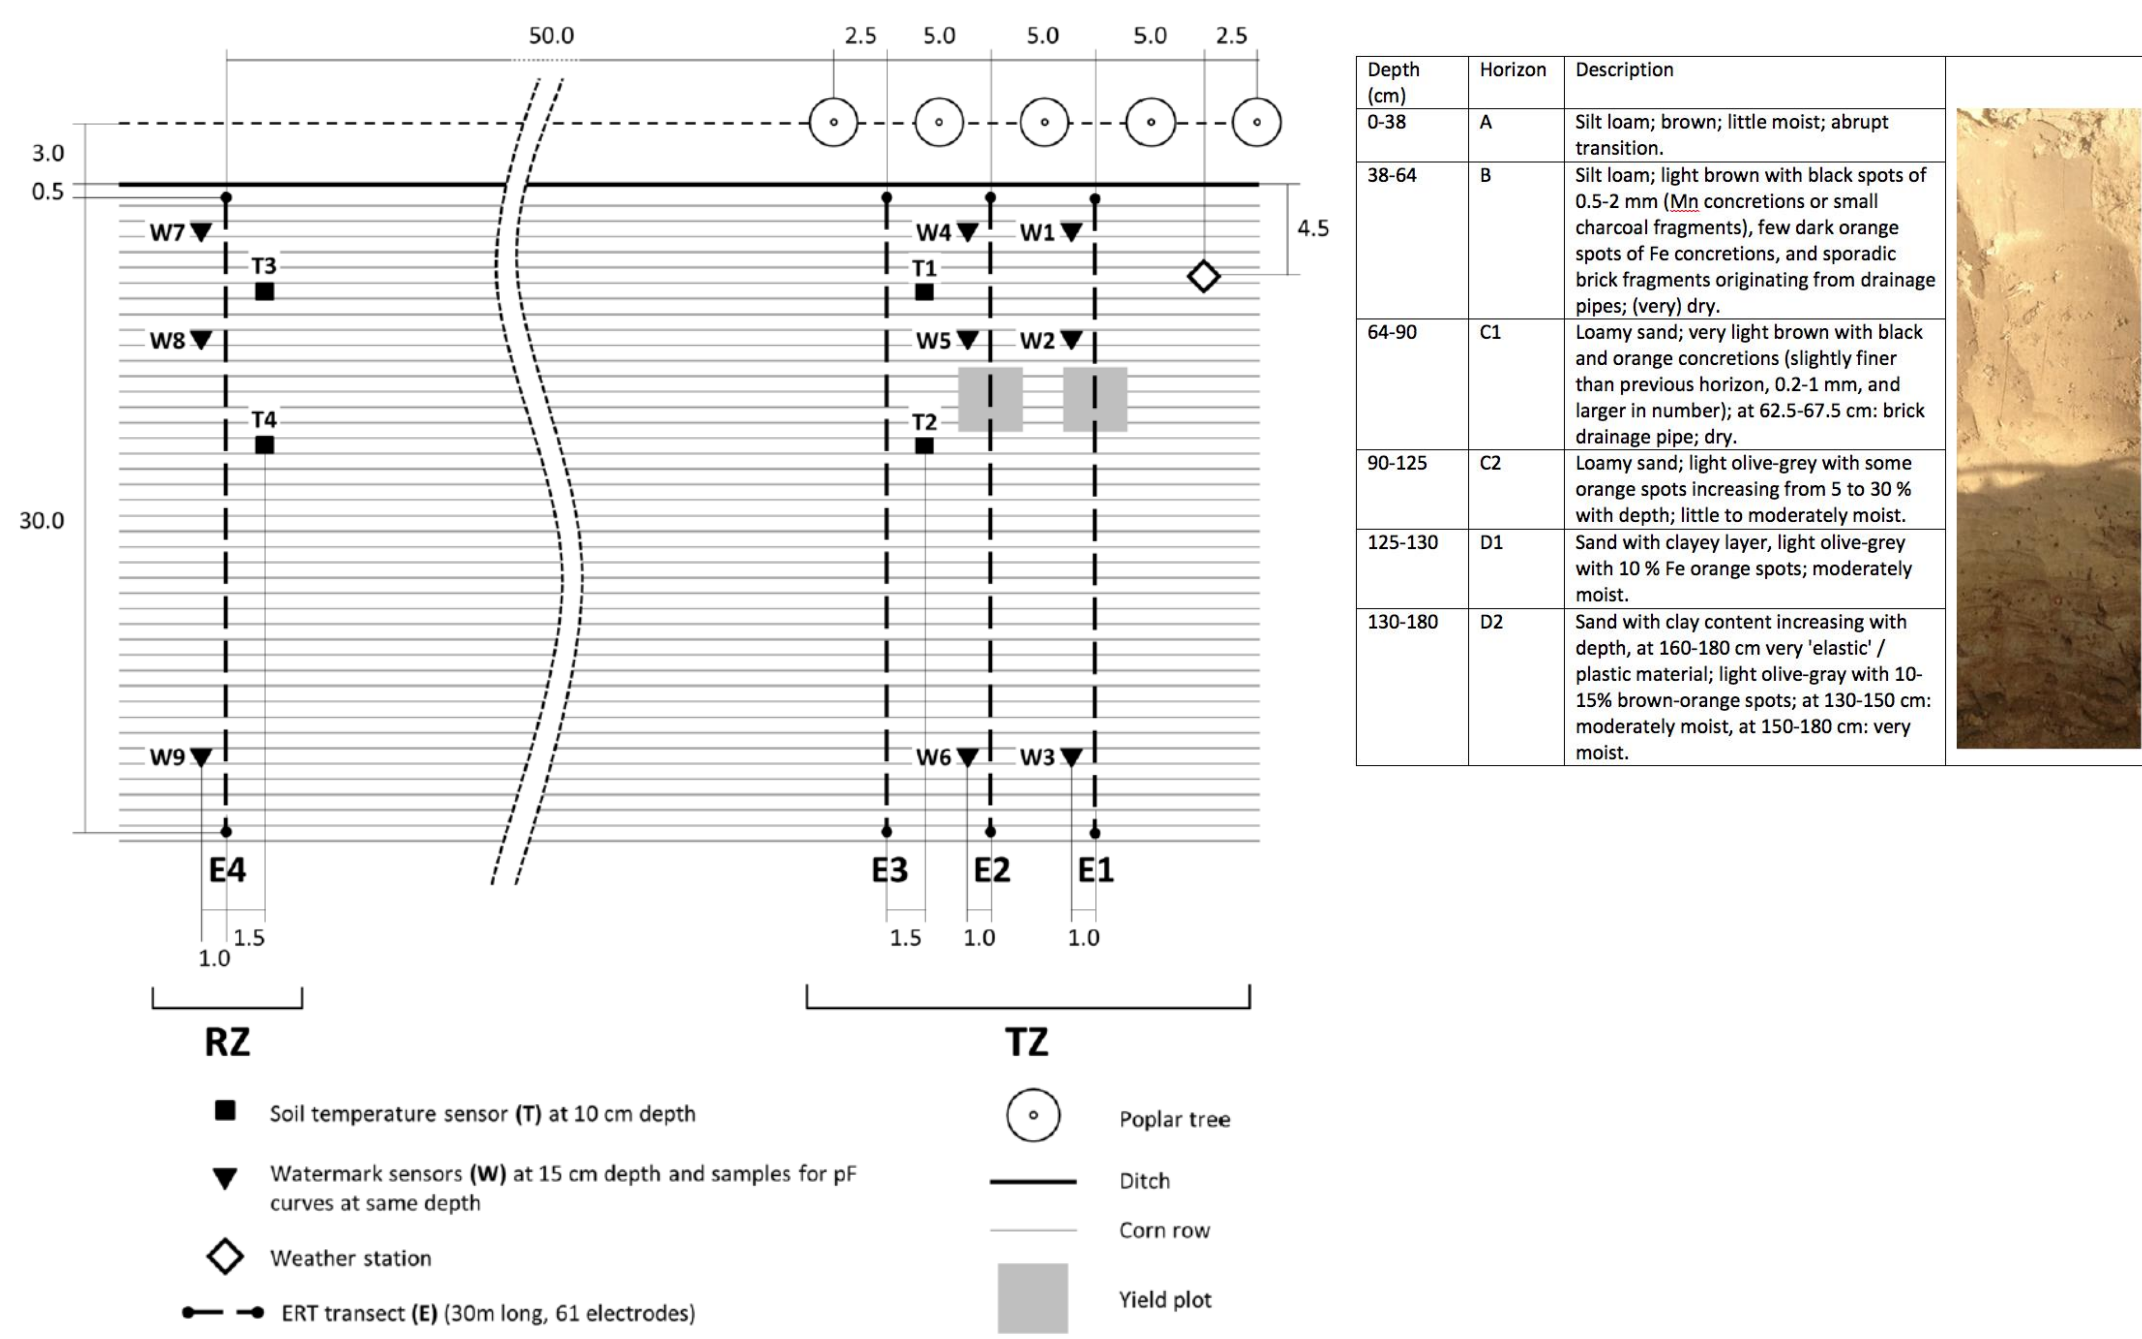 50.0
2.5 5.0 5.0 5.0 2.5
3.0
0.5
4.5
30.0
W7 W4 W1
T3 T1
W8 W5 W2
T4 T2
W9 W6 W3
E4 E3 E2 E1
1.5 1.5 1.0 1.0
1.0
RZ TZ
Soil temperature sensor (T) at 10 cm depth
Watermark sensors (W) at 15 cm depth and samples for pF
curves at same depth
Weather station
ERT transect (E) (30m long, 61 electrodes)
Poplar tree
Ditch
Corn row
Yield plot
Depth
(cm)
Horizon
Description
0-38
A
Silt loam; brown; little moist; abrupt
transition.
38-64
B
Silt loam; light brown with black spots of
0.5-2 mm (Mn concretions or small
charcoal fragments), few dark orange
spots of Fe concretions, and sporadic
brick fragments originating from drainage
pipes; (very) dry.
64-90
C1
Loamy sand; very light brown with black
and orange concretions (slightly finer
than previous horizon, 0.2-1 mm, and
larger in number); at 62.5-67.5 cm: brick
drainage pipe; dry.
90-125
C2
Loamy sand; light olive-grey with some
orange spots increasing from 5 to 30 %
with depth; little to moderately moist.
125-130
D1
Sand with clayey layer, light olive-grey
with 10 % Fe orange spots; moderately
moist.
130-180
D2
Sand with clay content increasing with
depth, at 160-180 cm very 'elastic' /
plastic material; light olive-gray with 10-
15% brown-orange spots; at 130-150 cm:
moderately moist, at 150-180 cm: very
moist.